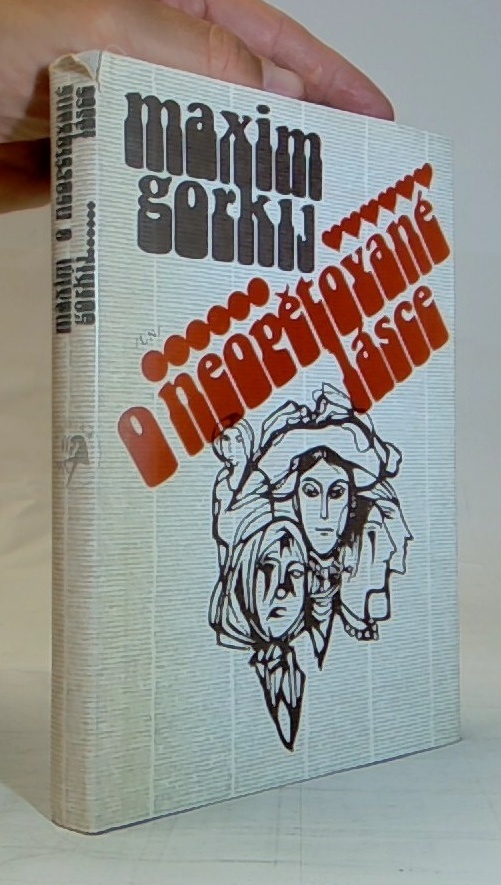 maxim
gorkij
o neopětované
lásce
maxim o neopětované
gorkij...... lásce